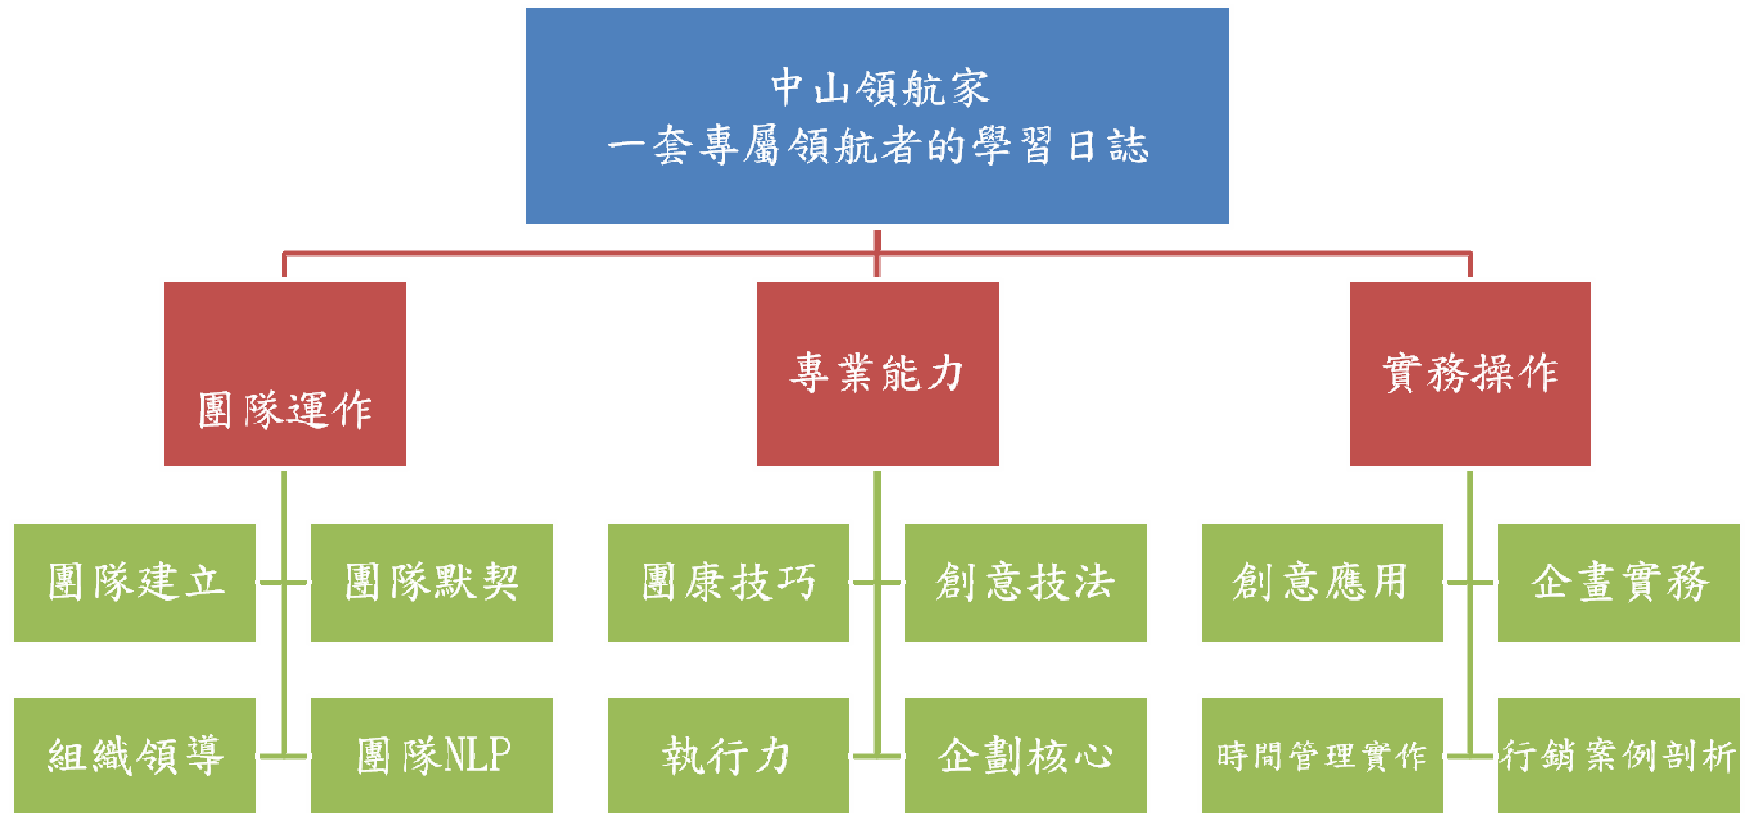 中山領航家
一套專屬領航者的學習日誌
團隊運作
專業能力
實務操作
團隊建立
團隊默契
團康技巧
創意技法
創意應用
企畫實務
組織領導
團隊NLP
執行力
企劃核心
時間管理實作
行銷案例剖析